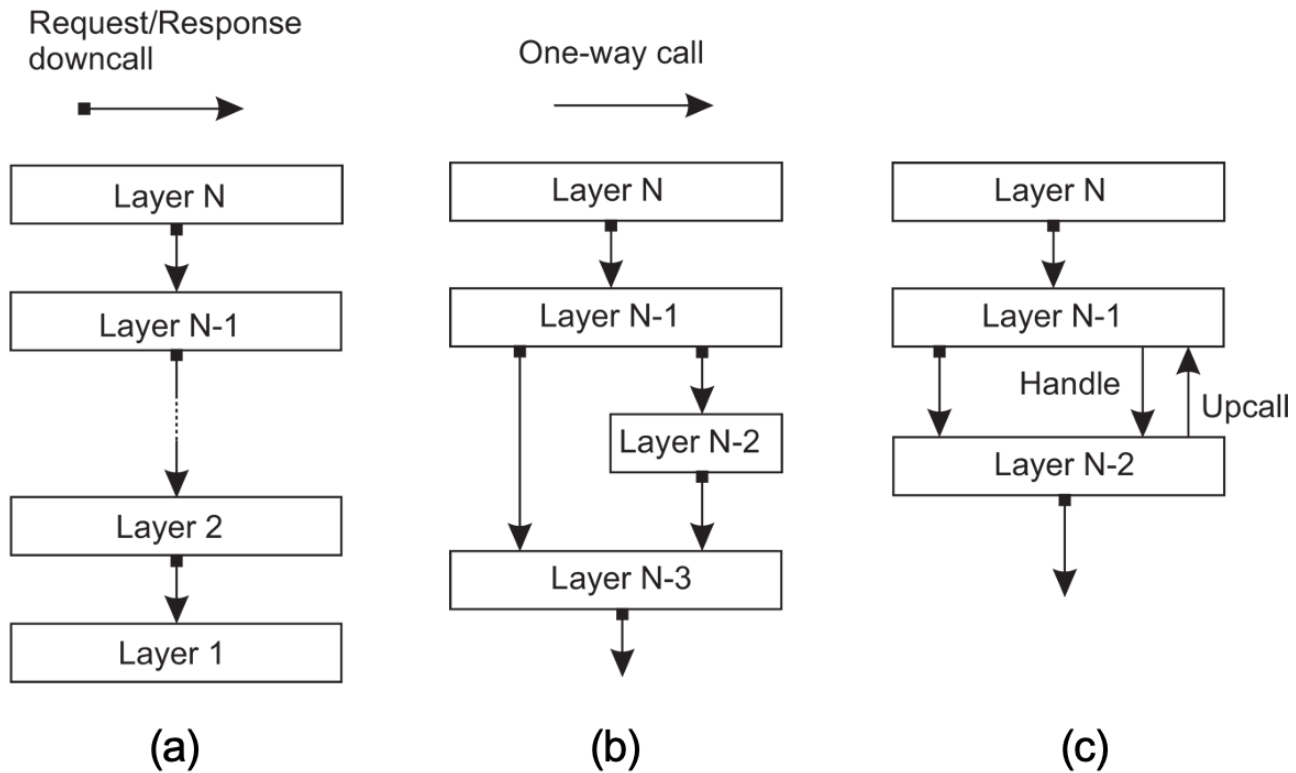 Request/Response
downcall
One-way call
Layer N
Layer N-1
Layer 2
Layer 1
(a)
Layer N
Layer N-1
Layer N-2
Layer N-3
(b)
Layer N
Layer N-1
Handle
Upcall
Layer N-2
(c)